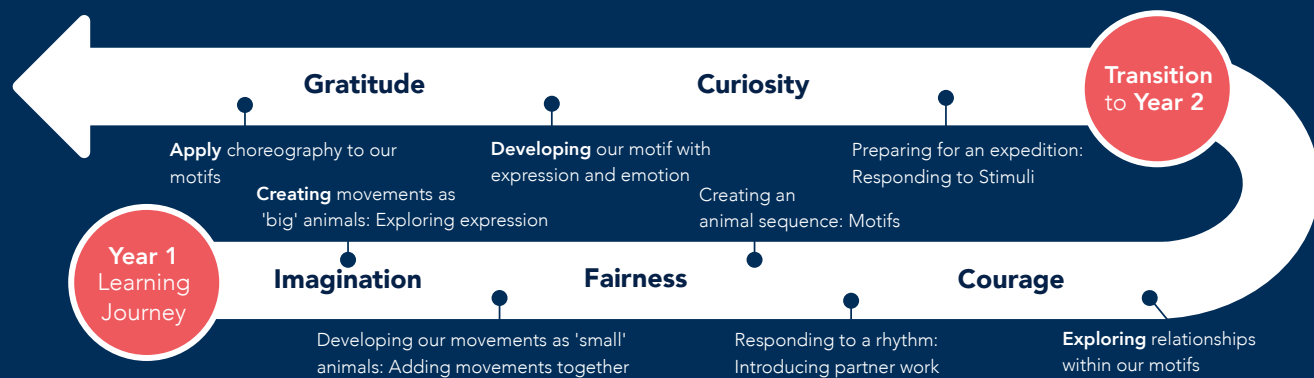 Gratitude
Curiosity
Transition
to Year 2
Apply choreography to our
motifs
Developing our motif with
expression and emotion
Preparing for an expedition:
Responding to Stimuli
Creating movements as
'big' animals: Exploring expression
Creating an
animal sequence: Motifs
Year 1
Learning
Journey
Imagination
Fairness
Courage
Developing our movements as 'small'
animals: Adding movements together
Responding to a rhythm:
Introducing partner work
Exploring relationships
within our motifs